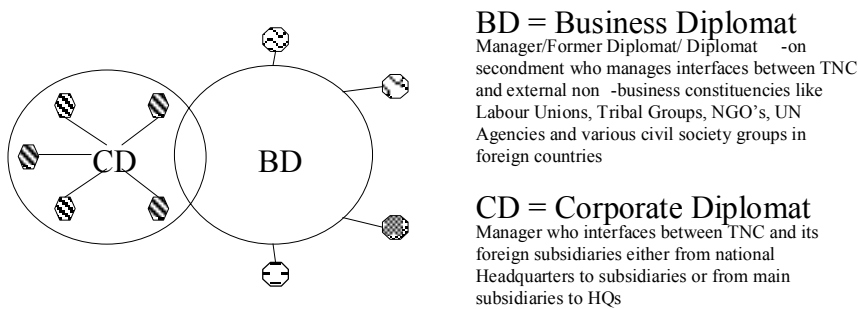 CD
BD
BD = Business Diplomat
Manager/Former Diplomat/ Diplomat -on
secondment who manages interfaces between TNC
and external non -business constituencies like
Labour Unions, Tribal Groups, NGO’s, UN
Agencies and various civil society groups in
foreign countries
CD = Corporate Diplomat
Manager who interfaces between TNC and its
foreign subsidiaries either from national
Headquarters to subsidiaries or from main
subsidiaries to HQs